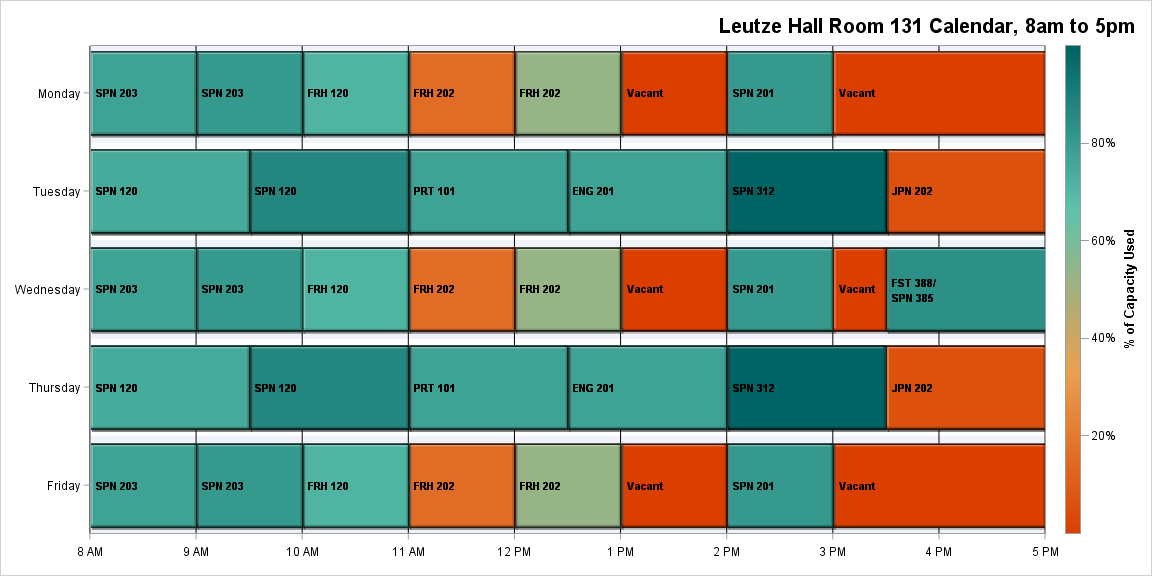 Leutze Hall Room 131 Calendar, 8am to 5pm
Monday
SPN 203
SPN 203
FRH 120
FRH 202
FRH 202
Vacant
SPN 201
Vacant
Tuesday
SPN 120
SPN 120
PRT 101
ENG 201
SPN 312
JPN 202
Wednesday
SPN 203
SPN 203
FRH 120
FRH 202
FRH 202
Vacant
SPN 201
Vacant
FST 388/
SPN 385
Thursday
SPN 120
SPN 120
PRT 101
ENG 201
SPN 312
JPN 202
Friday
SPN 203
SPN 203
FRH 120
FRH 202
FRH 202
Vacant
SPN 201
Vacant
8 AM
9 AM
10 AM
11 AM
12 PM
1 PM
2 PM
3 PM
4 PM
5 PM
80%
60%
40%
20%
% of Capacity Used